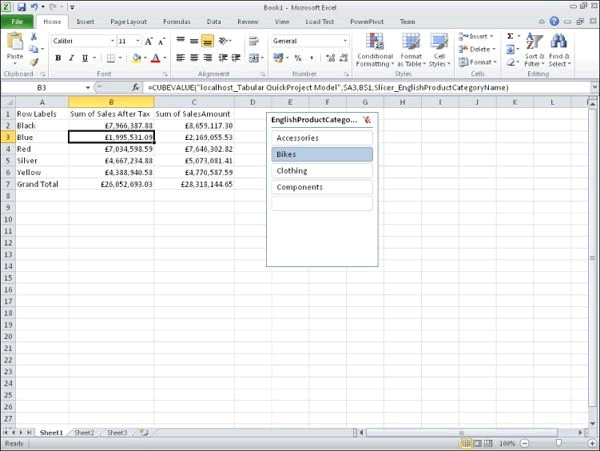 Book1 - Microsoft Excel
File Home Insert Page Layout Formulas Data Review View Load Test PowerPivot Team
Paste Calibri 11 General Insert Delete Format
B I U Conditional Formatting Format as Table Cell Styles Sort & Filter Find & Select
Clipboard Font Alignment Number Styles Cells Editing
B3 fx =CUBEVALUE("localhost_Tabular QuickProject Model",$A3,B$1,Slicer_EnglishProductCategoryName)
A B C D E F G H I J K L
1 Row Labels Sum of Sales After Tax Sum of SalesAmount
2 Black £7,966,387.88 £8,659,117.30
3 Blue £1,995,531.09 £2,169,055.53
4 Red £7,034,598.59 £7,646,302.82
5 Silver £4,667,234.88 £5,073,081.41
6 Yellow £4,388,940.58 £4,770,587.59
7 Grand Total £26,052,693.03 £28,318,144.65
8
9
10
11
12
13
14
15
16
17
18
19
20
21
22
23
24
25
26
27
EnglishProductCatego...
Accessories
Bikes
Clothing
Components
Sheet1 Sheet2 Sheet3
Ready 100%